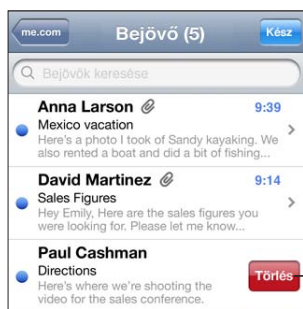 me.com
Bejövő (5)
Kész
Bejövők keresése
Anna Larson
9:39
Mexico vacation
Here's a photo I took of Sandy kayaking. We
also rented a boat and did a bit of fishing...
David Martinez
9:14
Sales Figures
Hey Emily, Here are the sales figures you
were looking for. Please let me know...
Paul Cashman
Directions
Törlés
Here's where we're shooting the
video for the sales conference.